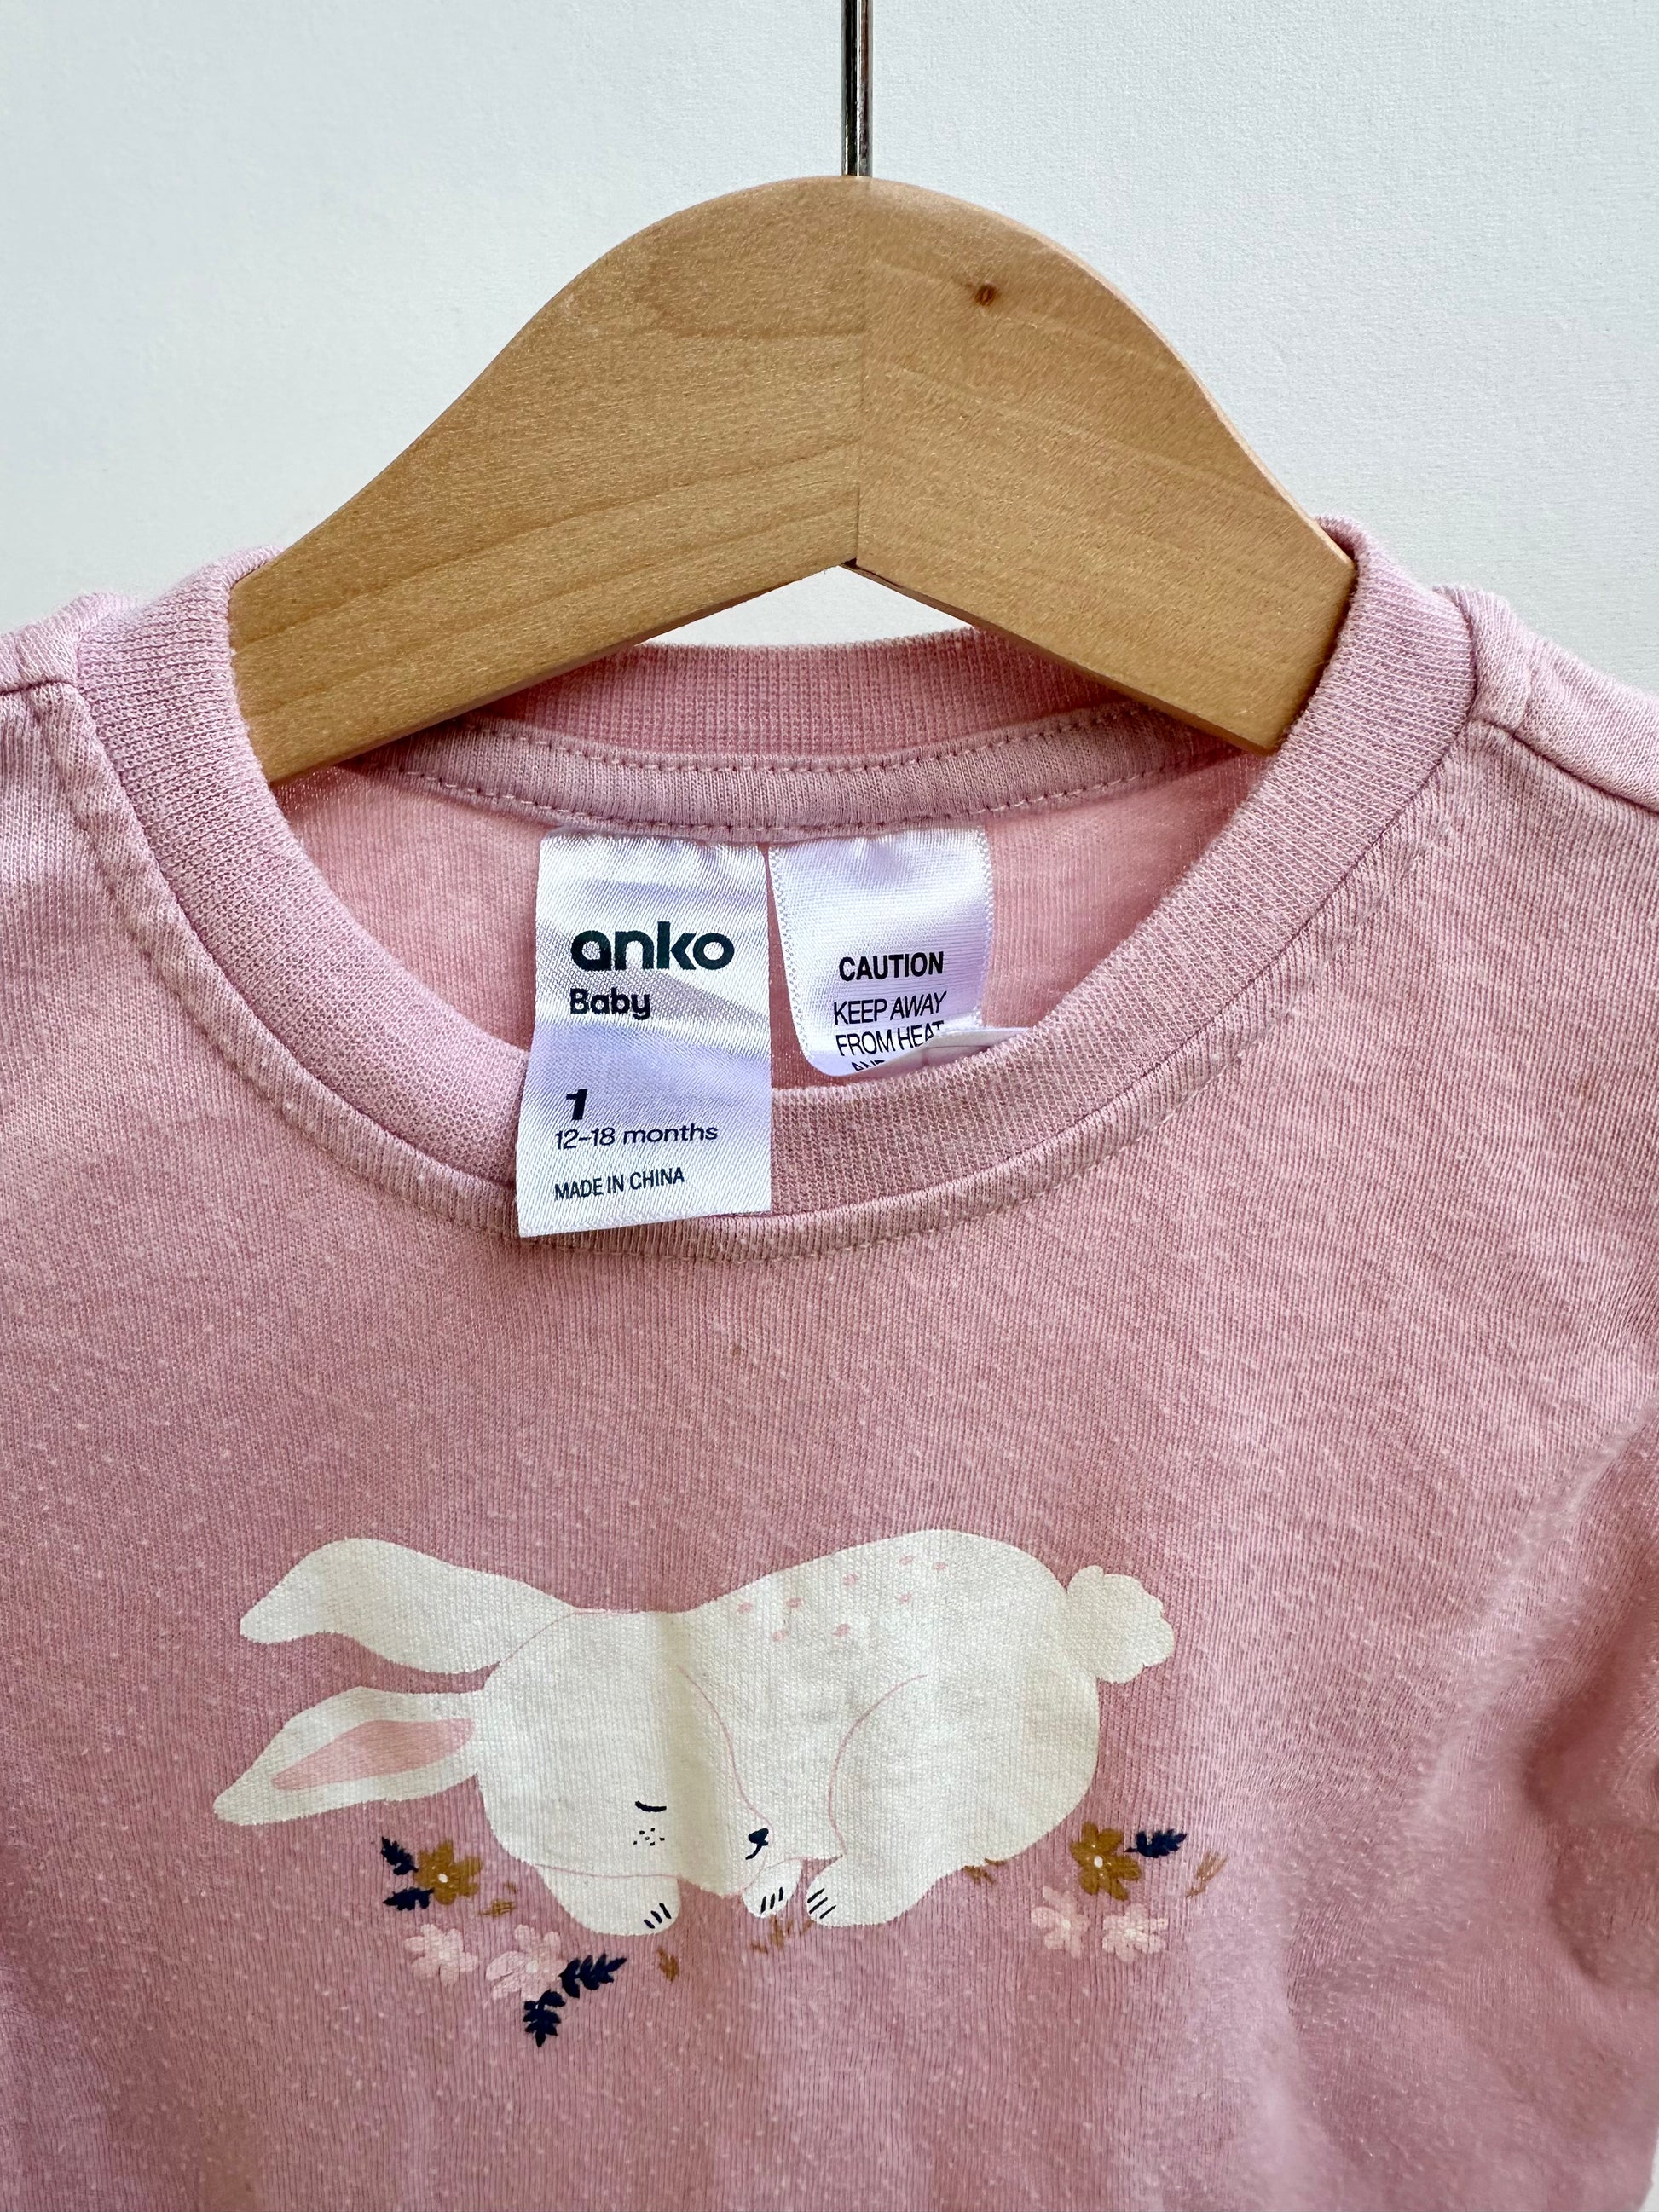 anko
Baby
1
12-18 months
MADE IN CHINA
CAUTION
KEEP AWAY
FROM HEAT